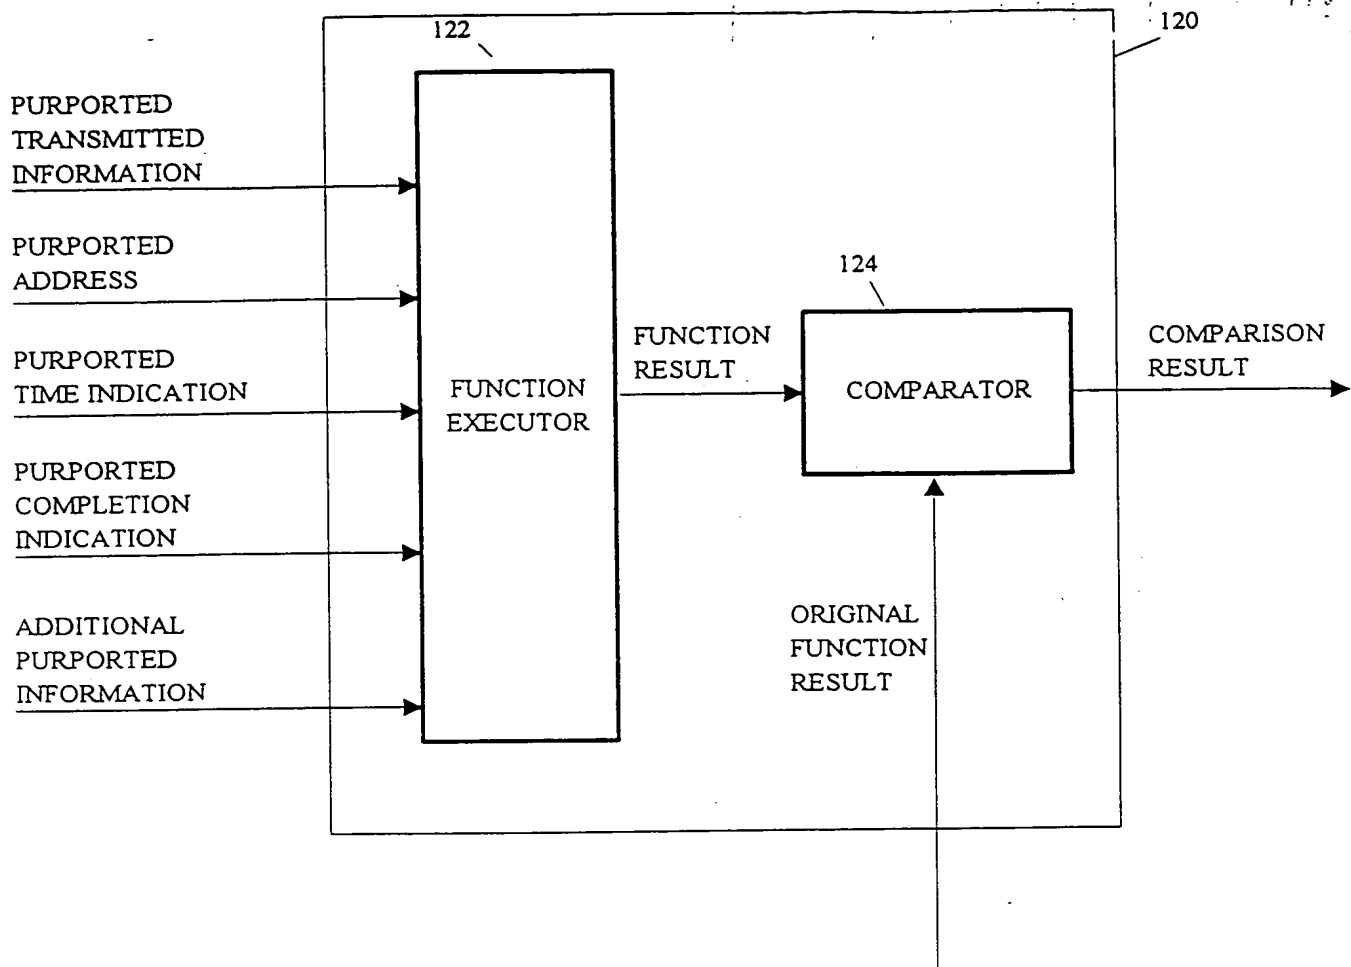 120
122
PURPORTED
TRANSMITTED
INFORMATION
PURPORTED
ADDRESS
PURPORTED
TIME INDICATION
PURPORTED
COMPLETION
INDICATION
ADDITIONAL
PURPORTED
INFORMATION
FUNCTION
EXECUTOR
FUNCTION
RESULT
124
COMPARATOR
COMPARISON
RESULT
ORIGINAL
FUNCTION
RESULT